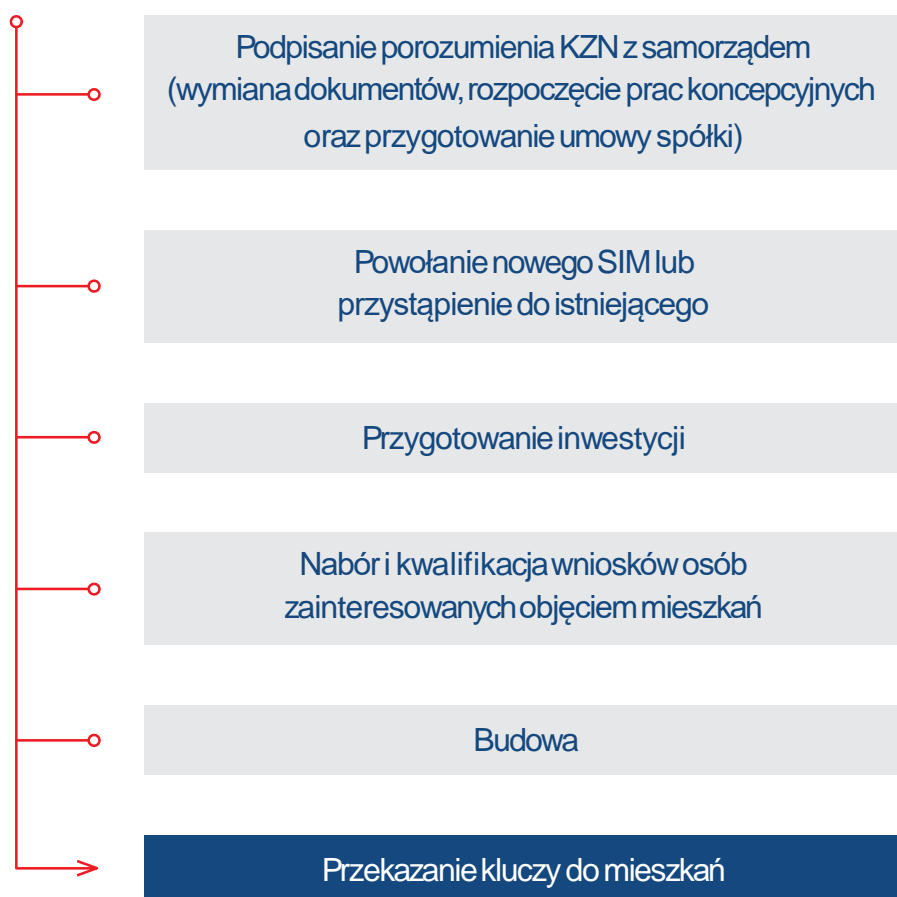 Podpisanie porozumienia KZN z samorządem
(wymiana dokumentów, rozpoczęcie prac koncepcyjnych
oraz przygotowanie umowy spółki)
Powołanie nowego SIM lub
przystąpienie do istniejącego
Przygotowanie inwestycji
Nabór i kwalifikacja wniosków osób
zainteresowanych objęciem mieszkań
Budowa
Przekazanie kluczy do mieszkań